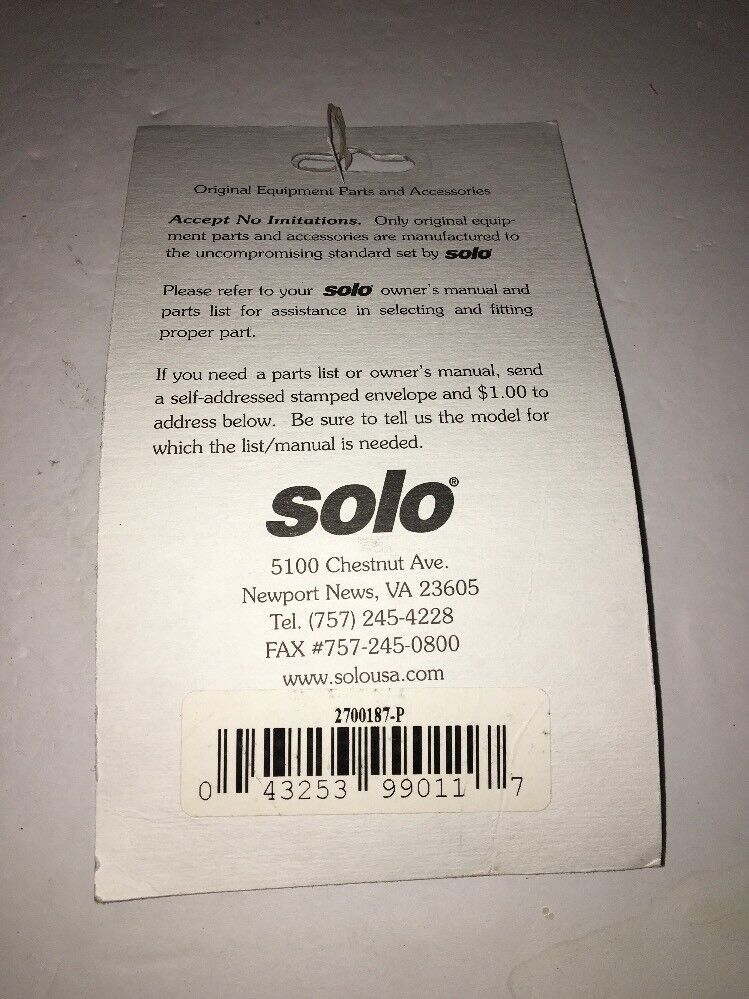 Original Equipment Parts and Accessories
Accept No Imitations. Only original equip-
ment parts and accessories are manufactured to
the uncompromising standard set by solo
Please refer to your solo owner's manual and
parts list for assistance in selecting and fitting
proper part.
If you need a parts list or owner's manual, send
a self-addressed stamped envelope and $1.00 to
address below. Be sure to tell us the model for
which the list/manual is needed.
solo®
5100 Chestnut Ave.
Newport News, VA 23605
Tel. (757) 245-4228
FAX #757-245-0800
www.solousa.com
2700187-P
0 43253 99011 7